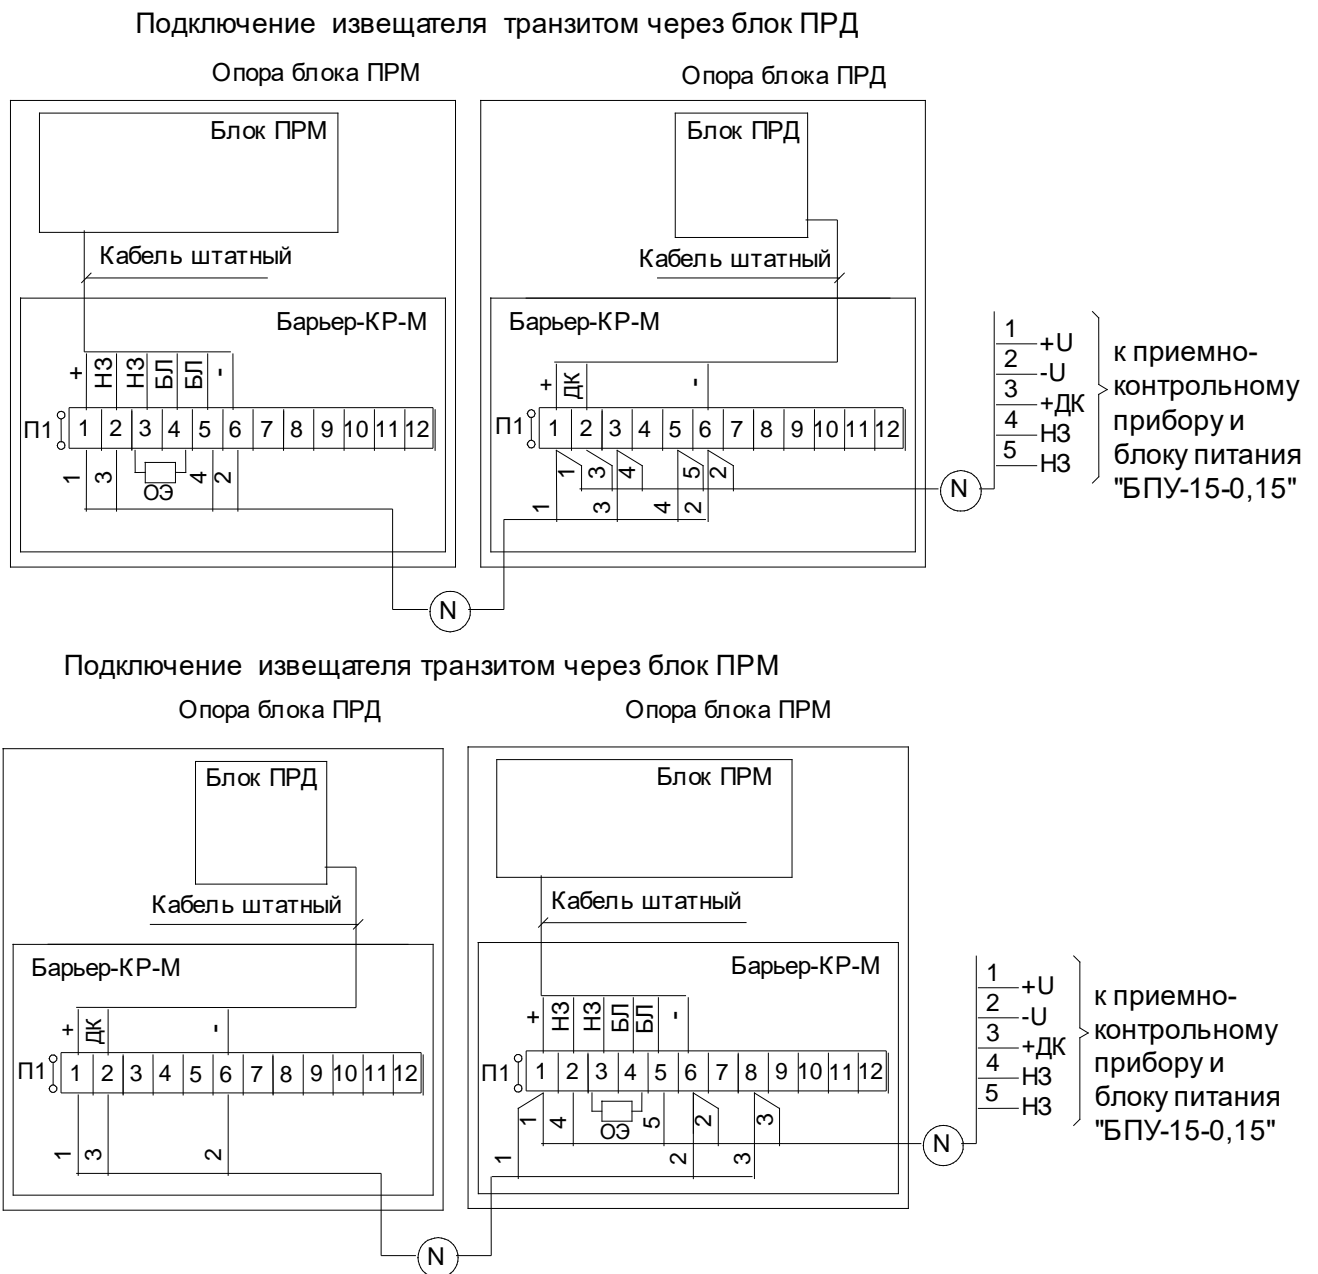 Подключение извещателя транзитом через блок ПРД
Опора блока ПРМ
Опора блока ПРД
Блок ПРМ
Блок ПРД
Кабель штатный
Кабель штатный
Барьер-КР-М
Барьер-КР-М
+ НЗ НЗ БЛ БЛ -
+ ДК -
П1 1 2 3 4 5 6 7 8 9 10 11 12
П1 1 2 3 4 5 6 7 8 9 10 11 12
1 3 ОЭ 4 2
1 3 4 5 2
1 3 4 2
N
N
1 +U
2 -U
3 +ДК
4 НЗ
5 НЗ
к приемно-
контрольному
прибору и
блоку питания
"БПУ-15-0,15"
Подключение извещателя транзитом через блок ПРМ
Опора блока ПРД
Опора блока ПРМ
Блок ПРД
Блок ПРМ
Кабель штатный
Кабель штатный
Барьер-КР-М
Барьер-КР-М
+ ДК -
+ НЗ НЗ БЛ БЛ -
П1 1 2 3 4 5 6 7 8 9 10 11 12
П1 1 2 3 4 5 6 7 8 9 10 11 12
1 3 2
1 4 ОЭ 5 2 3
1 2 3
N
N
1 +U
2 -U
3 +ДК
4 НЗ
5 НЗ
к приемно-
контрольному
прибору и
блоку питания
"БПУ-15-0,15"